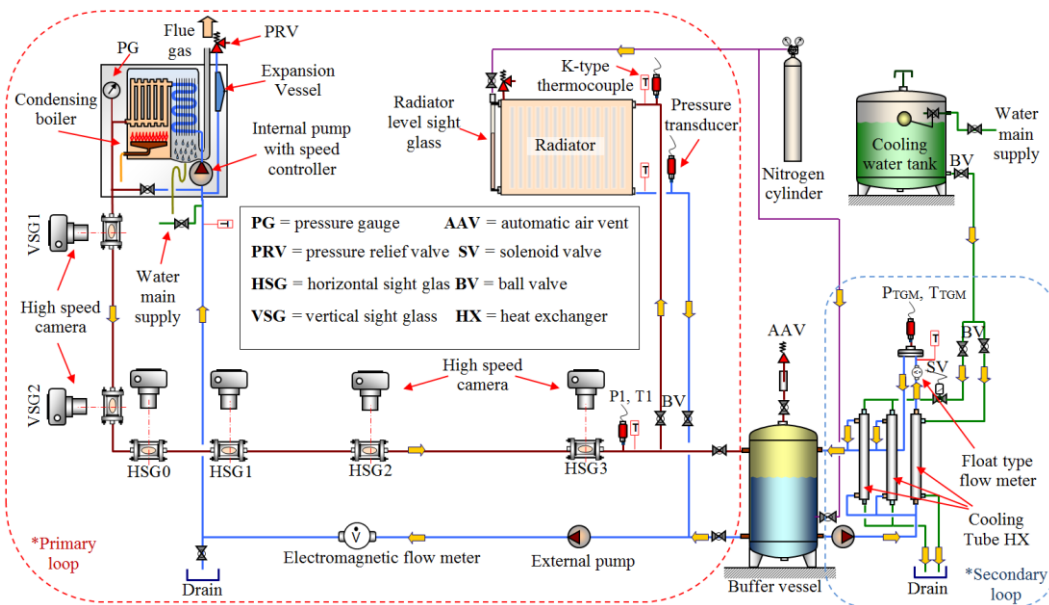 Flue
gas
PRV
PG
Expansion
Vessel
Condensing
boiler
Internal pump
with speed
controller
K-type
thermocouple
T
Pressure
transducer
Radiator
level sight
glass
Radiator
T
Nitrogen
cylinder
Cooling
water tank
Water
main
supply
BV
VSG1
T
Water
main
supply
High speed
camera
VSG2
PG = pressure gauge
AAV = automatic air vent
PRV = pressure relief valve
SV = solenoid valve
HSG = horizontal sight glas
BV = ball valve
VSG = vertical sight glass
HX = heat exchanger
High speed
camera
P1, T1
T
BV
AAV
PTGM, TTGM
T
BV
SV
HSG0
HSG1
HSG2
HSG3
Float type
flow meter
Cooling
Tube HX
*Primary
loop
V̇
Electromagnetic flow meter
External pump
Drain
Buffer vessel
Drain
*Secondary
loop